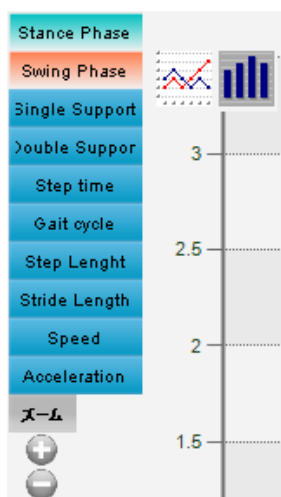 Stance Phase
Swing Phase
Single Support
Double Suppor
Step time
Gait cycle
Step Lenght
Stride Length
Speed
Acceleration
ズーム
3
2.5
2
1.5